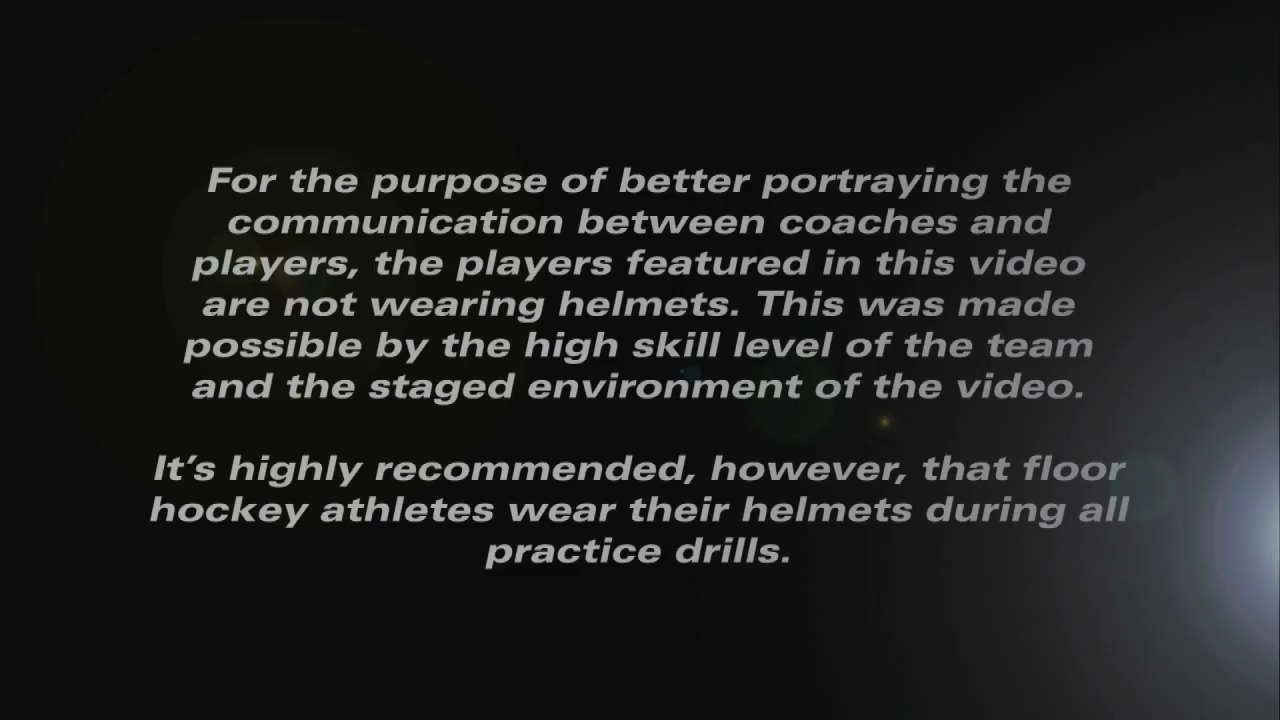 For the purpose of better portraying the
communication between coaches and
players, the players featured in this video
are not wearing helmets. This was made
possible by the high skill level of the team
and the staged environment of the video.
It’s highly recommended, however, that floor
hockey athletes wear their helmets during all
practice drills.